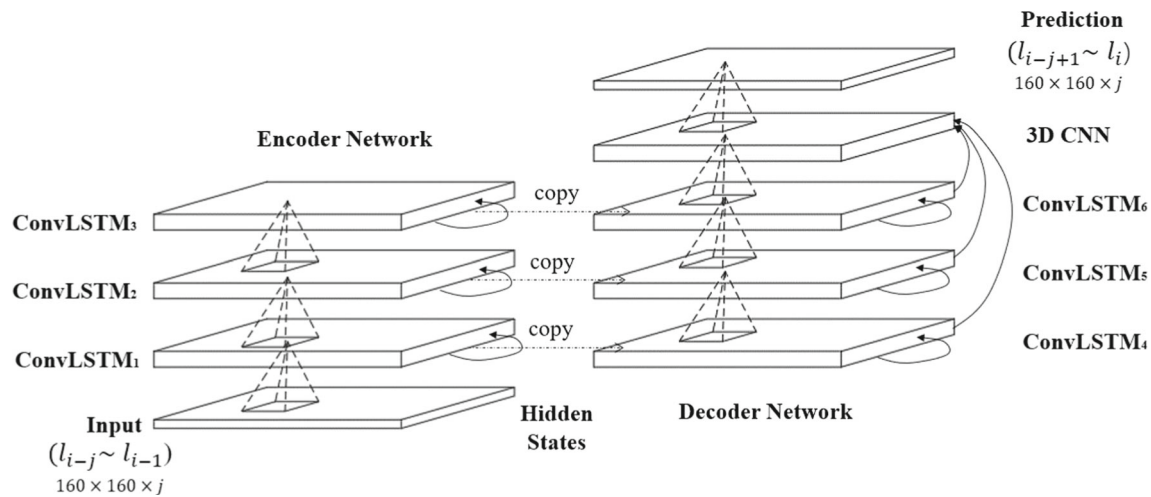 Prediction
(l_{i-j+1} ~ l_i)
160 × 160 × j
Encoder Network
3D CNN
copy
ConvLSTM₃
ConvLSTM₆
copy
ConvLSTM₂
ConvLSTM₅
copy
ConvLSTM₁
ConvLSTM₄
Input
(l_{i-j} ~ l_{i-1})
160 × 160 × j
Hidden
States
Decoder Network